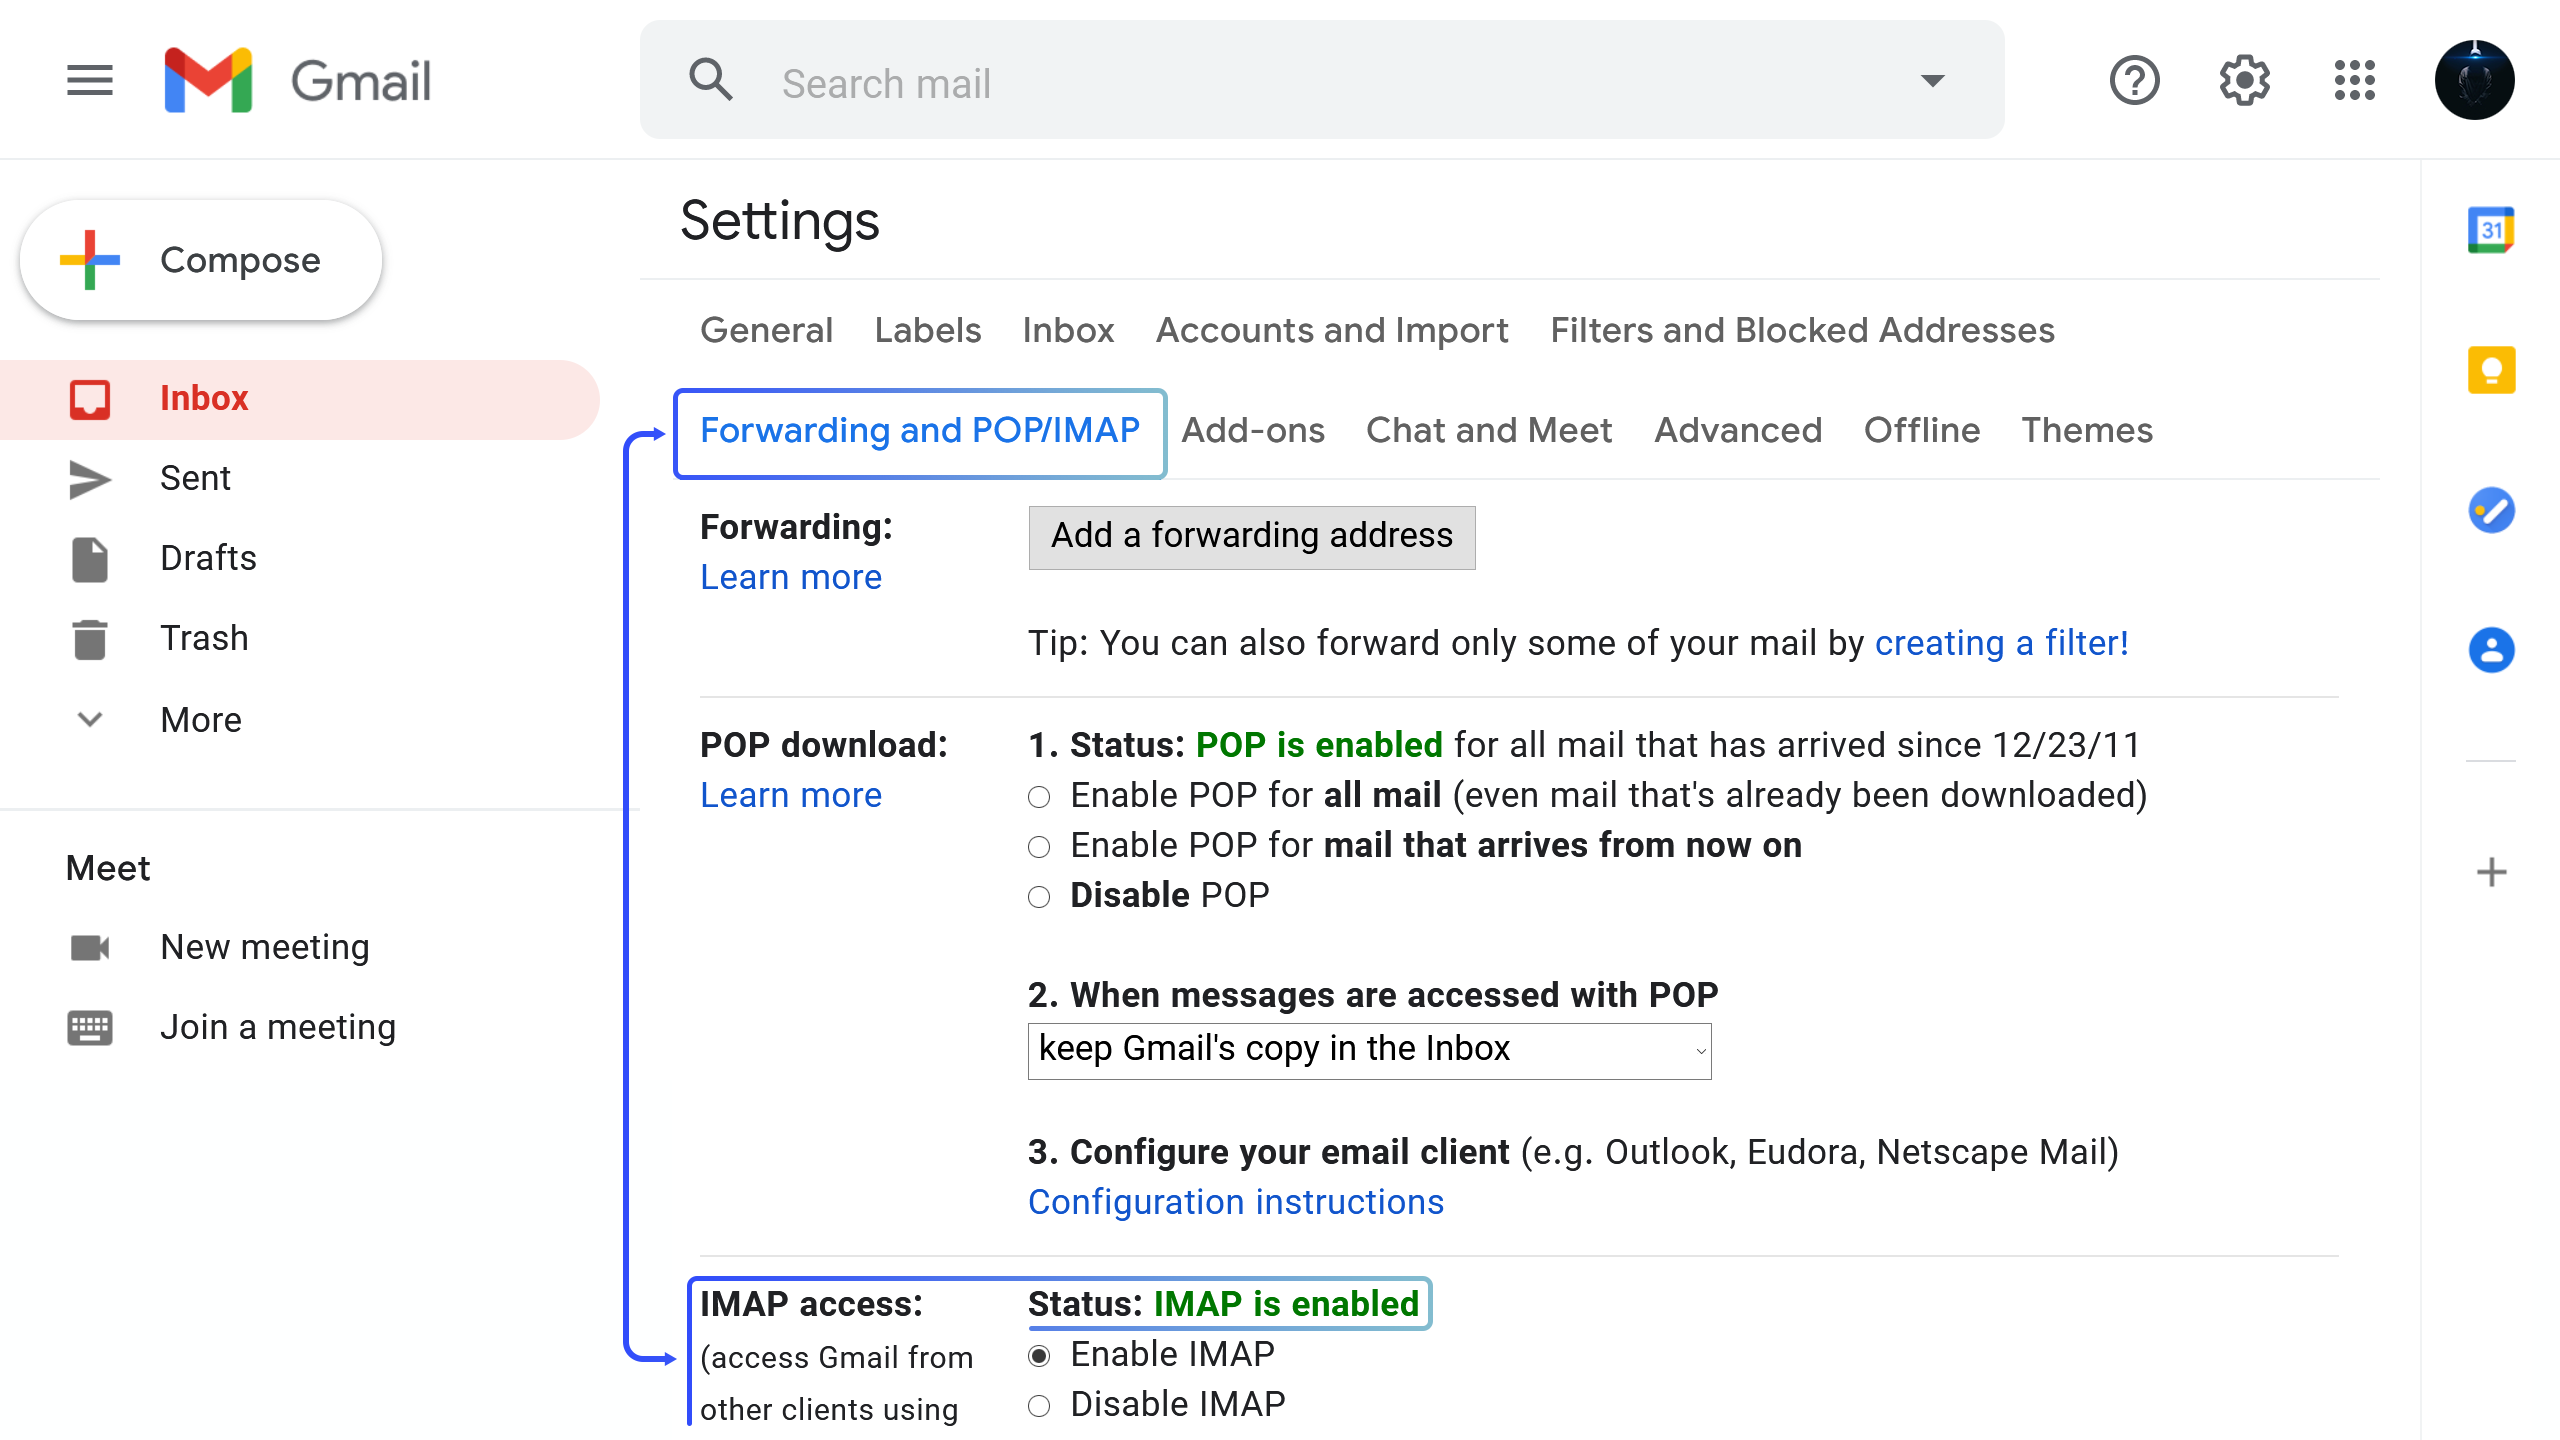 Gmail
Search mail
Compose
Inbox
Sent
Drafts
Trash
More
Meet
New meeting
Join a meeting
Settings
General Labels Inbox Accounts and Import Filters and Blocked Addresses
Forwarding and POP/IMAP Add-ons Chat and Meet Advanced Offline Themes
Forwarding: Add a forwarding address
Learn more
Tip: You can also forward only some of your mail by creating a filter!
POP download: 1. Status: POP is enabled for all mail that has arrived since 12/23/11
Learn more Enable POP for all mail (even mail that's already been downloaded)
Enable POP for mail that arrives from now on
Disable POP
2. When messages are accessed with POP
keep Gmail's copy in the Inbox
3. Configure your email client (e.g. Outlook, Eudora, Netscape Mail)
Configuration instructions
IMAP access: Status: IMAP is enabled
(access Gmail from Enable IMAP
other clients using Disable IMAP
31